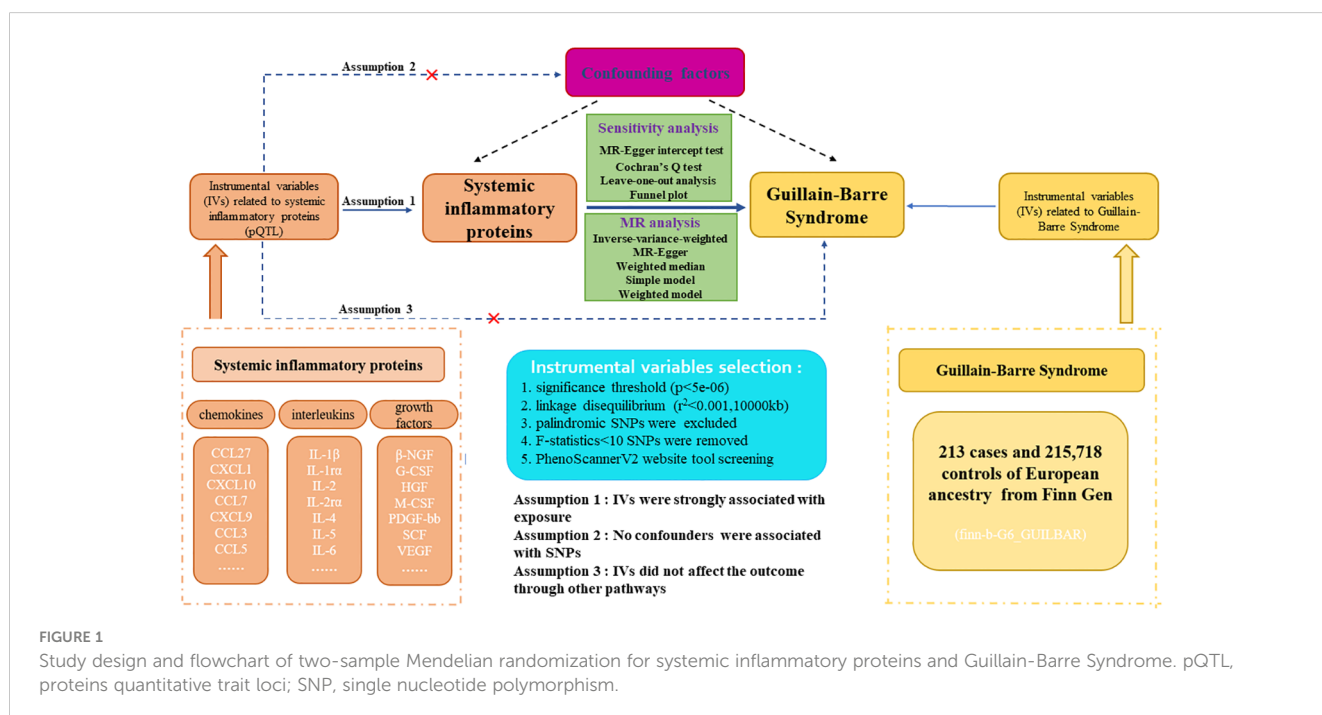 Assumption 2
Confounding factors
Sensitivity analysis
MR-Egger intercept test
Cochran's Q test
Leave-one-out analysis
Funnel plot
Instrumental variables
(IVs) related to systemic
inflammatory proteins
(pQTL)
Assumption 1
Systemic
inflammatory
proteins
Guillain-Barre
Syndrome
Instrumental variables
(IVs) related to Guillain-
Barre Syndrome
MR analysis
Inverse-variance-weighted
MR-Egger
Weighted median
Simple model
Weighted model
Assumption 3
Systemic inflammatory proteins
chemokines
CCL27
CXCL1
CXCL10
CCL7
CXCL9
CCL3
CCL5
......
interleukins
IL-1β
IL-1rα
IL-2
IL-2rα
IL-4
IL-5
IL-6
......
growth
factors
β-NGF
G-CSF
HGF
M-CSF
PDGF-bb
SCF
VEGF
......
Instrumental variables selection :
1. significance threshold (p<5e-06)
2. linkage disequilibrium (r²<0.001,10000kb)
3. palindromic SNPs were excluded
4. F-statistics<10 SNPs were removed
5. PhenoScannerV2 website tool screening
Assumption 1 : IVs were strongly associated with
exposure
Assumption 2 : No confounders were associated
with SNPs
Assumption 3 : IVs did not affect the outcome
through other pathways
Guillain-Barre Syndrome
213 cases and 215,718
controls of European
ancestry from Finn Gen
(finn-b-G6_GUILBAR)
FIGURE 1
Study design and flowchart of two-sample Mendelian randomization for systemic inflammatory proteins and Guillain-Barre Syndrome. pQTL,
proteins quantitative trait loci; SNP, single nucleotide polymorphism.